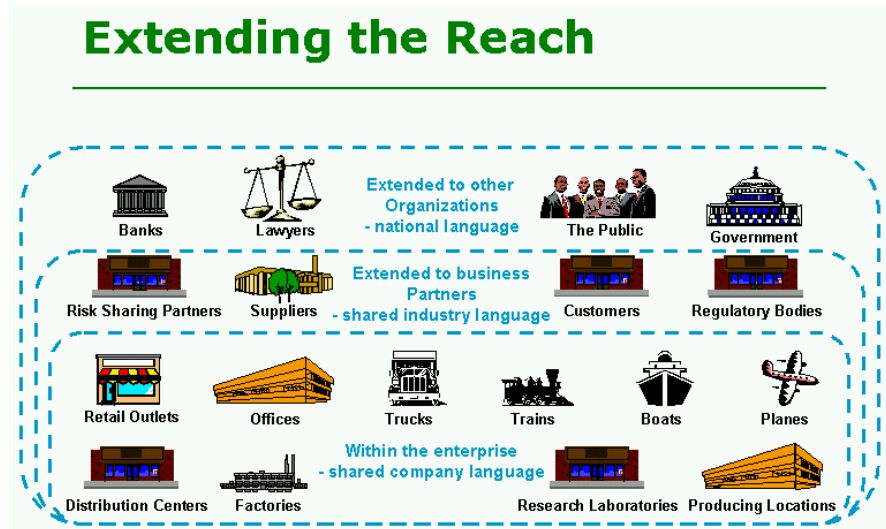 Extending the Reach
Extended to other
Organizations
- national language
Banks
Lawyers
The Public
Government
Extended to business
Partners
- shared industry language
Risk Sharing Partners
Suppliers
Customers
Regulatory Bodies
Retail Outlets
Offices
Trucks
Trains
Boats
Planes
Within the enterprise
- shared company language
Distribution Centers
Factories
Research Laboratories
Producing Locations